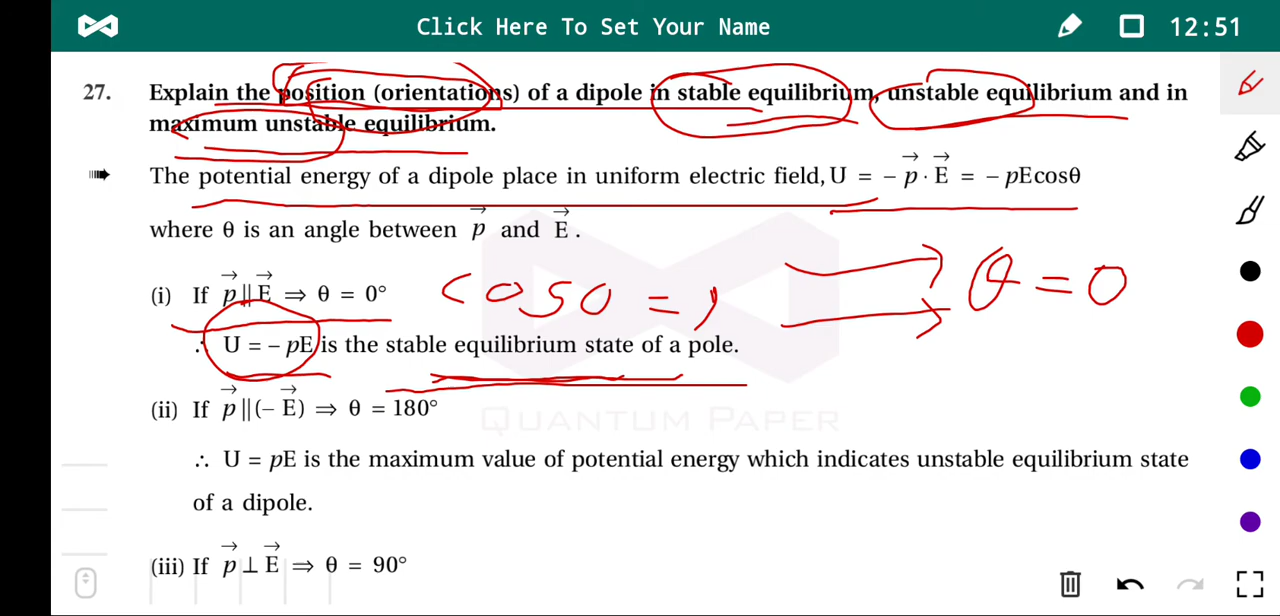 Click Here To Set Your Name
12:51
27. Explain the position (orientations) of a dipole in stable equilibrium, unstable equilibrium and in
maximum unstable equilibrium.
The potential energy of a dipole place in uniform electric field, U = − p⃗ · E⃗ = − pEcosθ
where θ is an angle between p⃗ and E⃗.
(i) If p⃗ || E⃗ ⇒ θ = 0°
cos0 = 1
θ = 0
∴ U = − pE is the stable equilibrium state of a pole.
(ii) If p⃗ || (− E⃗) ⇒ θ = 180°
QUANTUM PAPER
∴ U = pE is the maximum value of potential energy which indicates unstable equilibrium state
of a dipole.
(iii) If p⃗ ⊥ E⃗ ⇒ θ = 90°